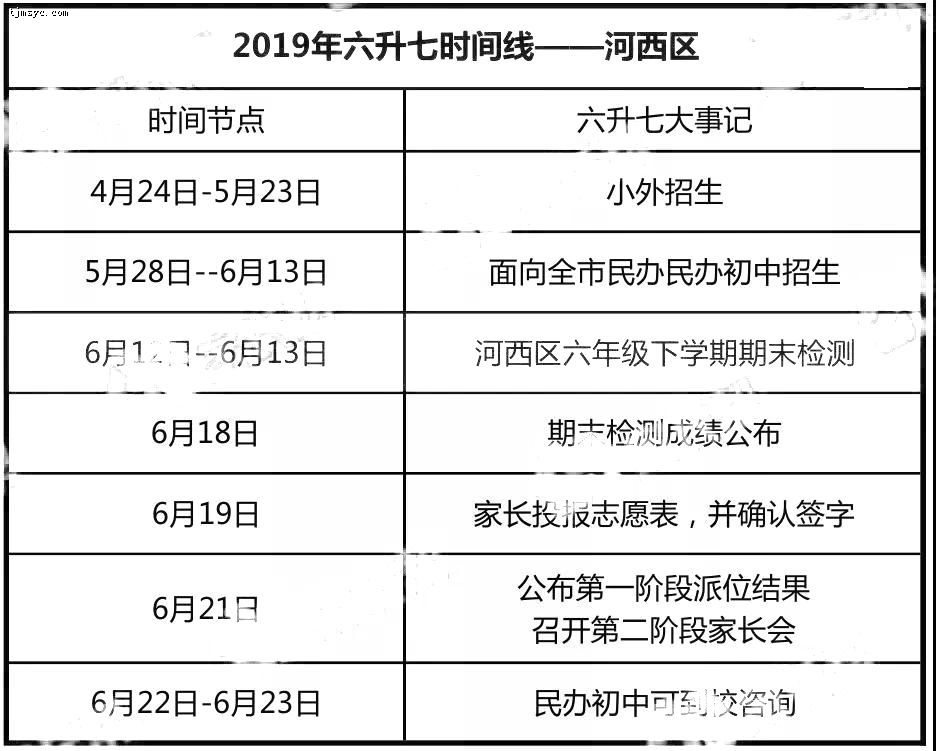 tjmsyc.com
2019年六升七时间线——河西区
时间节点 六升七大事记
4月24日-5月23日 小外招生
5月28日--6月13日 面向全市民办民办初中招生
6月12日--6月13日 河西区六年级下学期期末检测
6月18日 期末检测成绩公布
6月19日 家长投报志愿表，并确认签字
6月21日 公布第一阶段派位结果
召开第二阶段家长会
6月22日-6月23日 民办初中可到校咨询